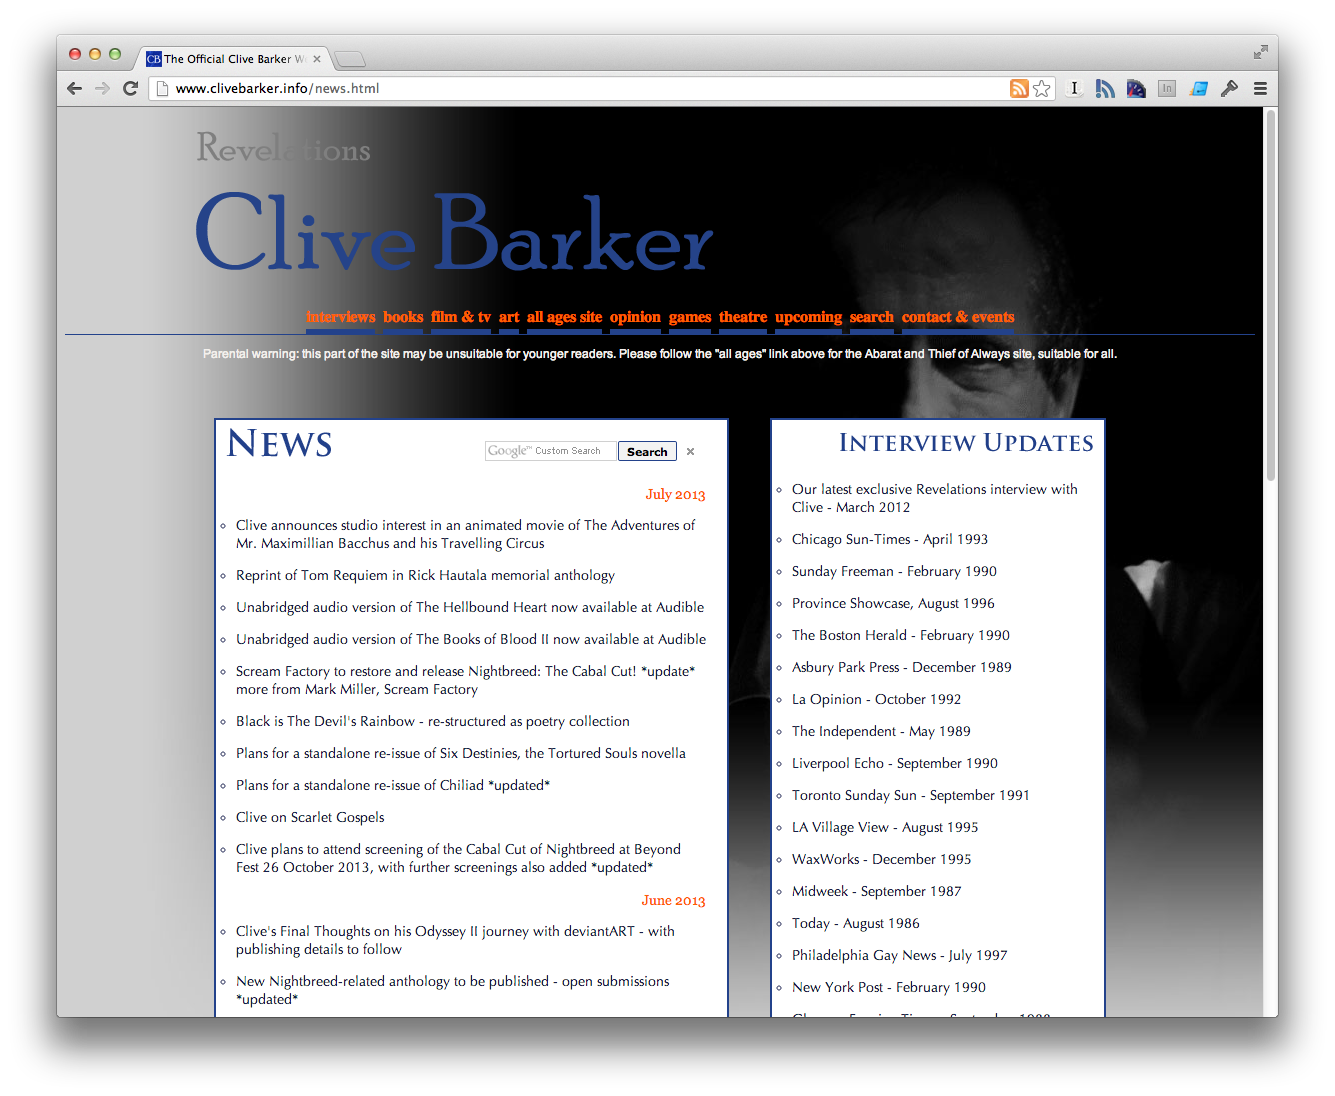 The Official Clive Barker W
www.clivebarker.info/news.html
Revelations
Clive Barker
interviews books film & tv art all ages site opinion games theatre upcoming search contact & events
Parental warning: this part of the site may be unsuitable for younger readers. Please follow the "all ages" link above for the Abarat and Thief of Always site, suitable for all.
News
Google™ Custom Search Search
July 2013
Clive announces studio interest in an animated movie of The Adventures of
Mr. Maximillian Bacchus and his Travelling Circus
Reprint of Tom Requiem in Rick Hautala memorial anthology
Unabridged audio version of The Hellbound Heart now available at Audible
Unabridged audio version of The Books of Blood II now available at Audible
Scream Factory to restore and release Nightbreed: The Cabal Cut! *update*
more from Mark Miller, Scream Factory
Black is The Devil's Rainbow - re-structured as poetry collection
Plans for a standalone re-issue of Six Destinies, the Tortured Souls novella
Plans for a standalone re-issue of Chiliad *updated*
Clive on Scarlet Gospels
Clive plans to attend screening of the Cabal Cut of Nightbreed at Beyond
Fest 26 October 2013, with further screenings also added *updated*
June 2013
Clive's Final Thoughts on his Odyssey II journey with deviantART - with
publishing details to follow
New Nightbreed-related anthology to be published - open submissions
*updated*
Interview Updates
Our latest exclusive Revelations interview with
Clive - March 2012
Chicago Sun-Times - April 1993
Sunday Freeman - February 1990
Province Showcase, August 1996
The Boston Herald - February 1990
Asbury Park Press - December 1989
La Opinion - October 1992
The Independent - May 1989
Liverpool Echo - September 1990
Toronto Sunday Sun - September 1991
LA Village View - August 1995
WaxWorks - December 1995
Midweek - September 1987
Today - August 1986
Philadelphia Gay News - July 1997
New York Post - February 1990